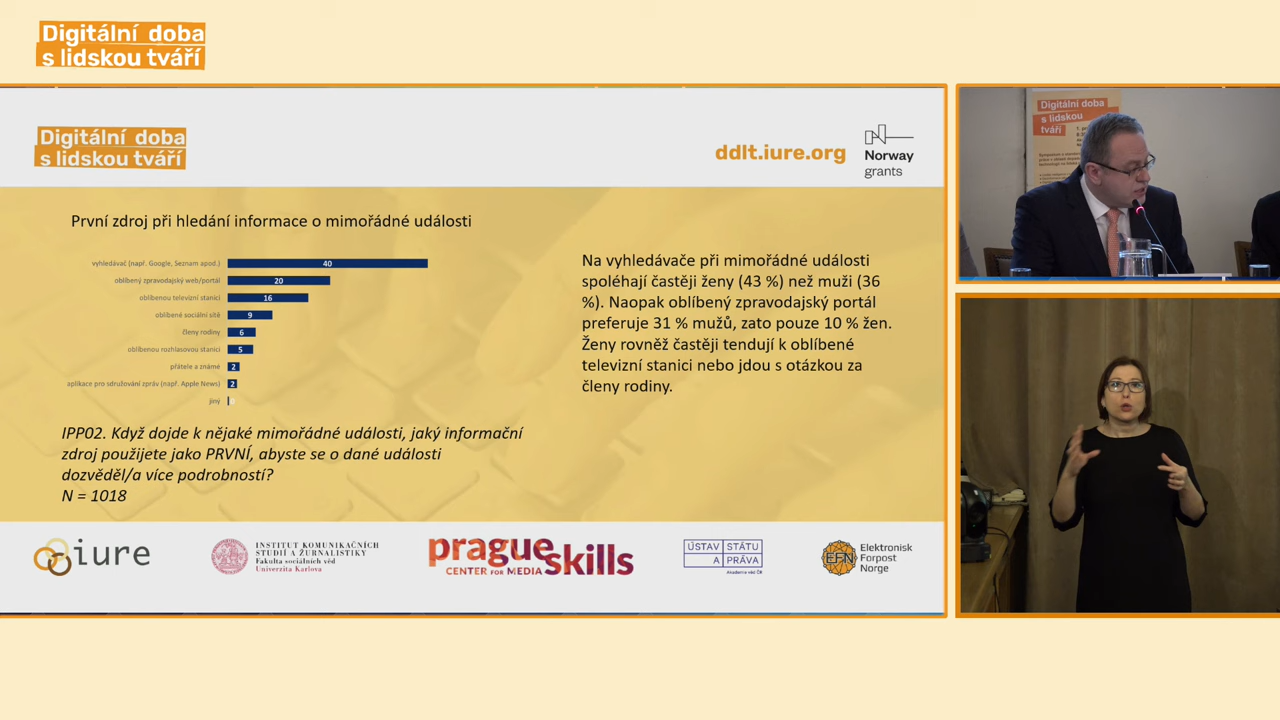 Digitální doba
s lidskou tváří
Digitální doba
s lidskou tváří
ddlt.iure.org
Norway
grants
První zdroj při hledání informace o mimořádné události
vyhledávač (např. Google, Seznam apod.) 40
oblíbený zpravodajský web/portál 20
oblíbenou televizní stanici 16
oblíbené sociální sítě 9
členy rodiny 6
oblíbenou rozhlasovou stanici 5
přátele a známé 2
aplikace pro sdružování zpráv (např. Apple News) 2
jiný
Na vyhledávače při mimořádné události
spoléhají častěji ženy (43 %) než muži (36
%). Naopak oblíbený zpravodajský portál
preferuje 31 % mužů, zato pouze 10 % žen.
Ženy rovněž častěji tendují k oblíbené
televizní stanici nebo jdou s otázkou za
členy rodiny.
IPP02. Když dojde k nějaké mimořádné události, jaký informační
zdroj použijete jako PRVNÍ, abyste se o dané události
dozvěděl/a více podrobností?
N = 1018
iure
INSTITUT KOMUNIKAČNÍCH
STUDIÍ A ŽURNALISTIKY
Fakulta sociálních věd
Univerzita Karlova
prague
CENTER FOR MEDIA skills
ÚSTAV STÁTU
A PRÁVA
Akademie věd ČR
EFN
Elektronisk
Forpost
Norge
Digitální doba
s lidskou
tváří